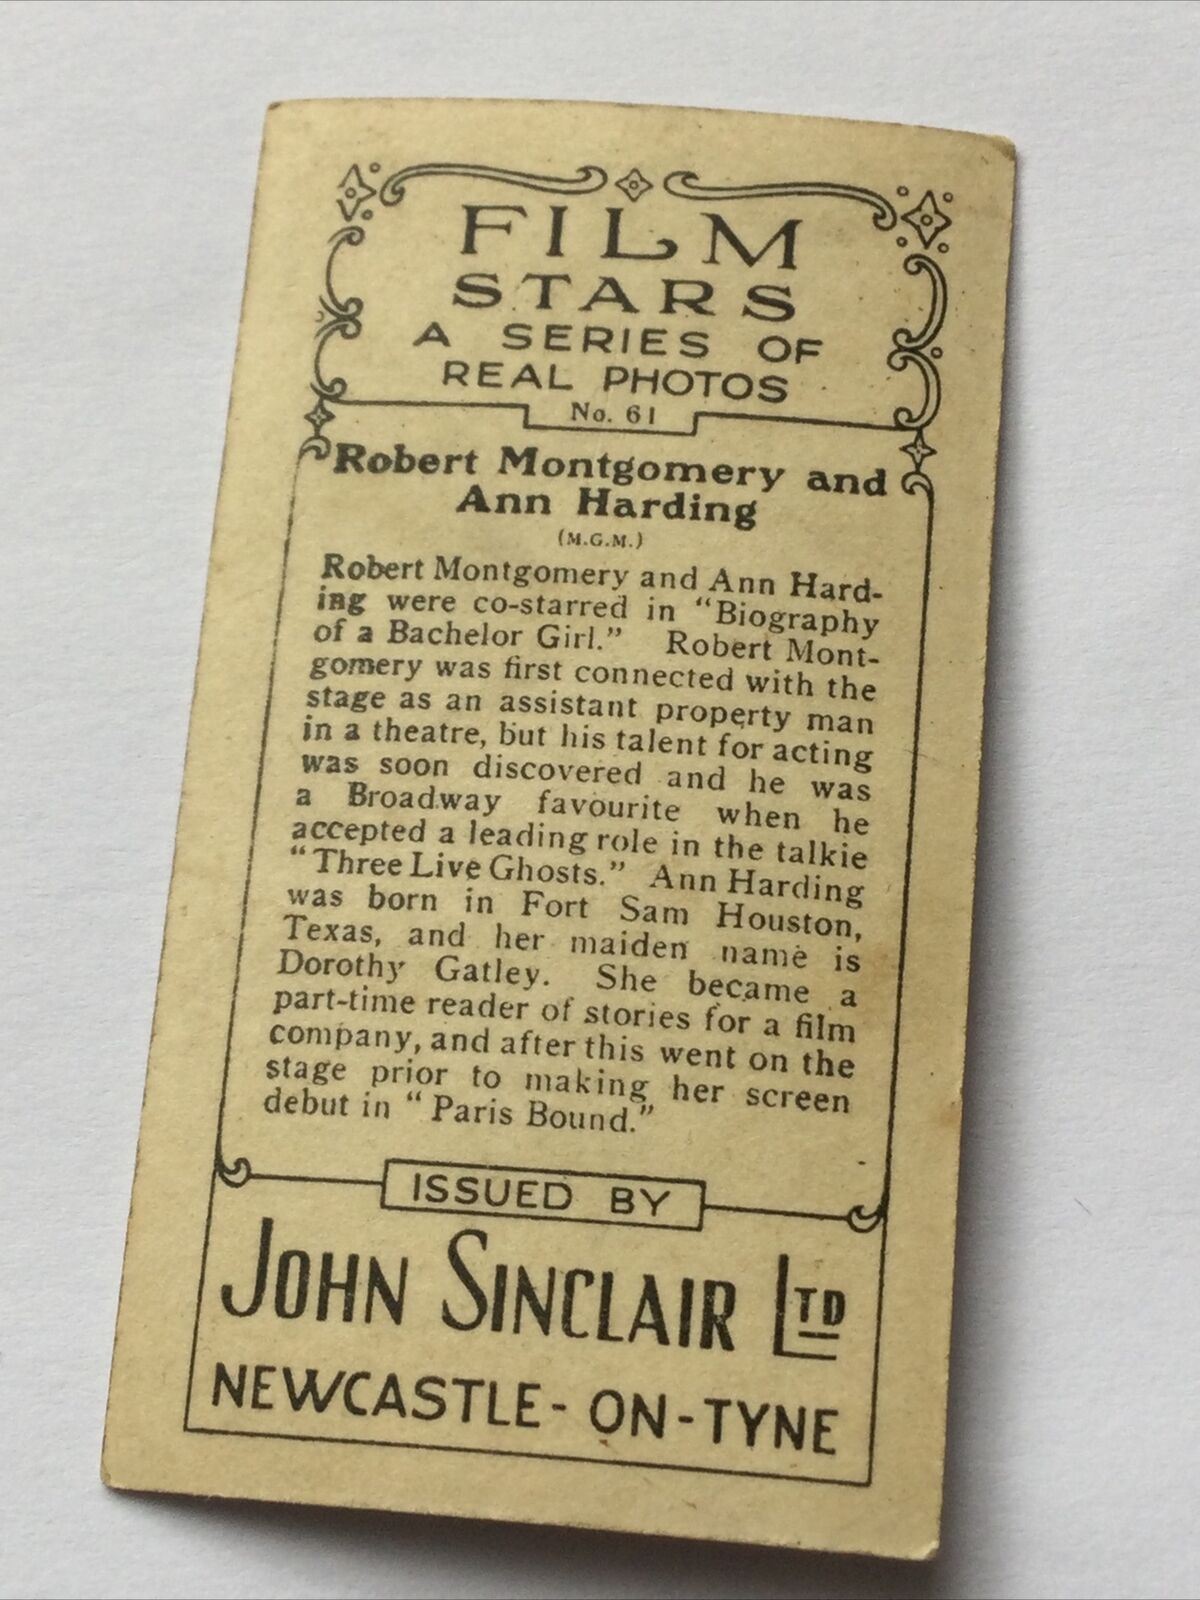 FILM
STARS
A SERIES OF
REAL PHOTOS
No. 61
Robert Montgomery and
Ann Harding
(M.G.M.)
Robert Montgomery and Ann Hard-
ing were co-starred in "Biography
of a Bachelor Girl." Robert Mont-
gomery was first connected with the
stage as an assistant property man
in a theatre, but his talent for acting
was soon discovered and he was
a Broadway favourite when he
accepted a leading role in the talkie
"Three Live Ghosts." Ann Harding
was born in Fort Sam Houston,
Texas, and her maiden name is
Dorothy Gatley. She became a
part-time reader of stories for a film
company, and after this went on the
stage prior to making her screen
debut in "Paris Bound."
ISSUED BY
JOHN SINCLAIR LTD
NEWCASTLE-ON-TYNE